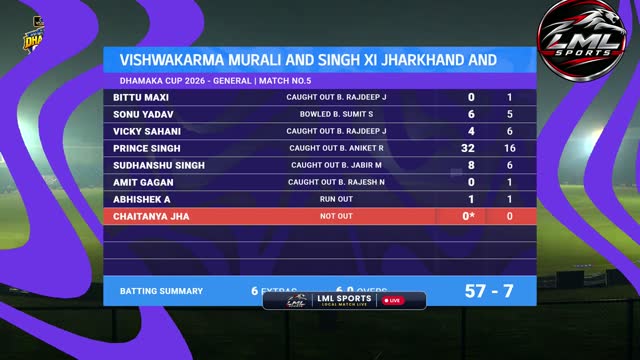 LML
SPORTS
VISHWAKARMA MURALI AND SINGH XI JHARKHAND AND
DHAMAKA CUP 2026 - GENERAL | MATCH NO.5
BITTU MAXI CAUGHT OUT B. RAJDEEP J 0 1
SONU YADAV BOWLED B. SUMIT S 6 5
VICKY SAHANI CAUGHT OUT B. RAJDEEP J 4 6
PRINCE SINGH CAUGHT OUT B. ANIKET R 32 16
SUDHANSHU SINGH CAUGHT OUT B. JABIR M 8 6
AMIT GAGAN CAUGHT OUT B. RAJESH N 0 1
ABHISHEK A RUN OUT 1 1
CHAITANYA JHA NOT OUT 0* 0
BATTING SUMMARY 6 EXTRAS 6.0 OVERS 57 - 7
LML SPORTS
LOCAL MATCH LIVE
LIVE